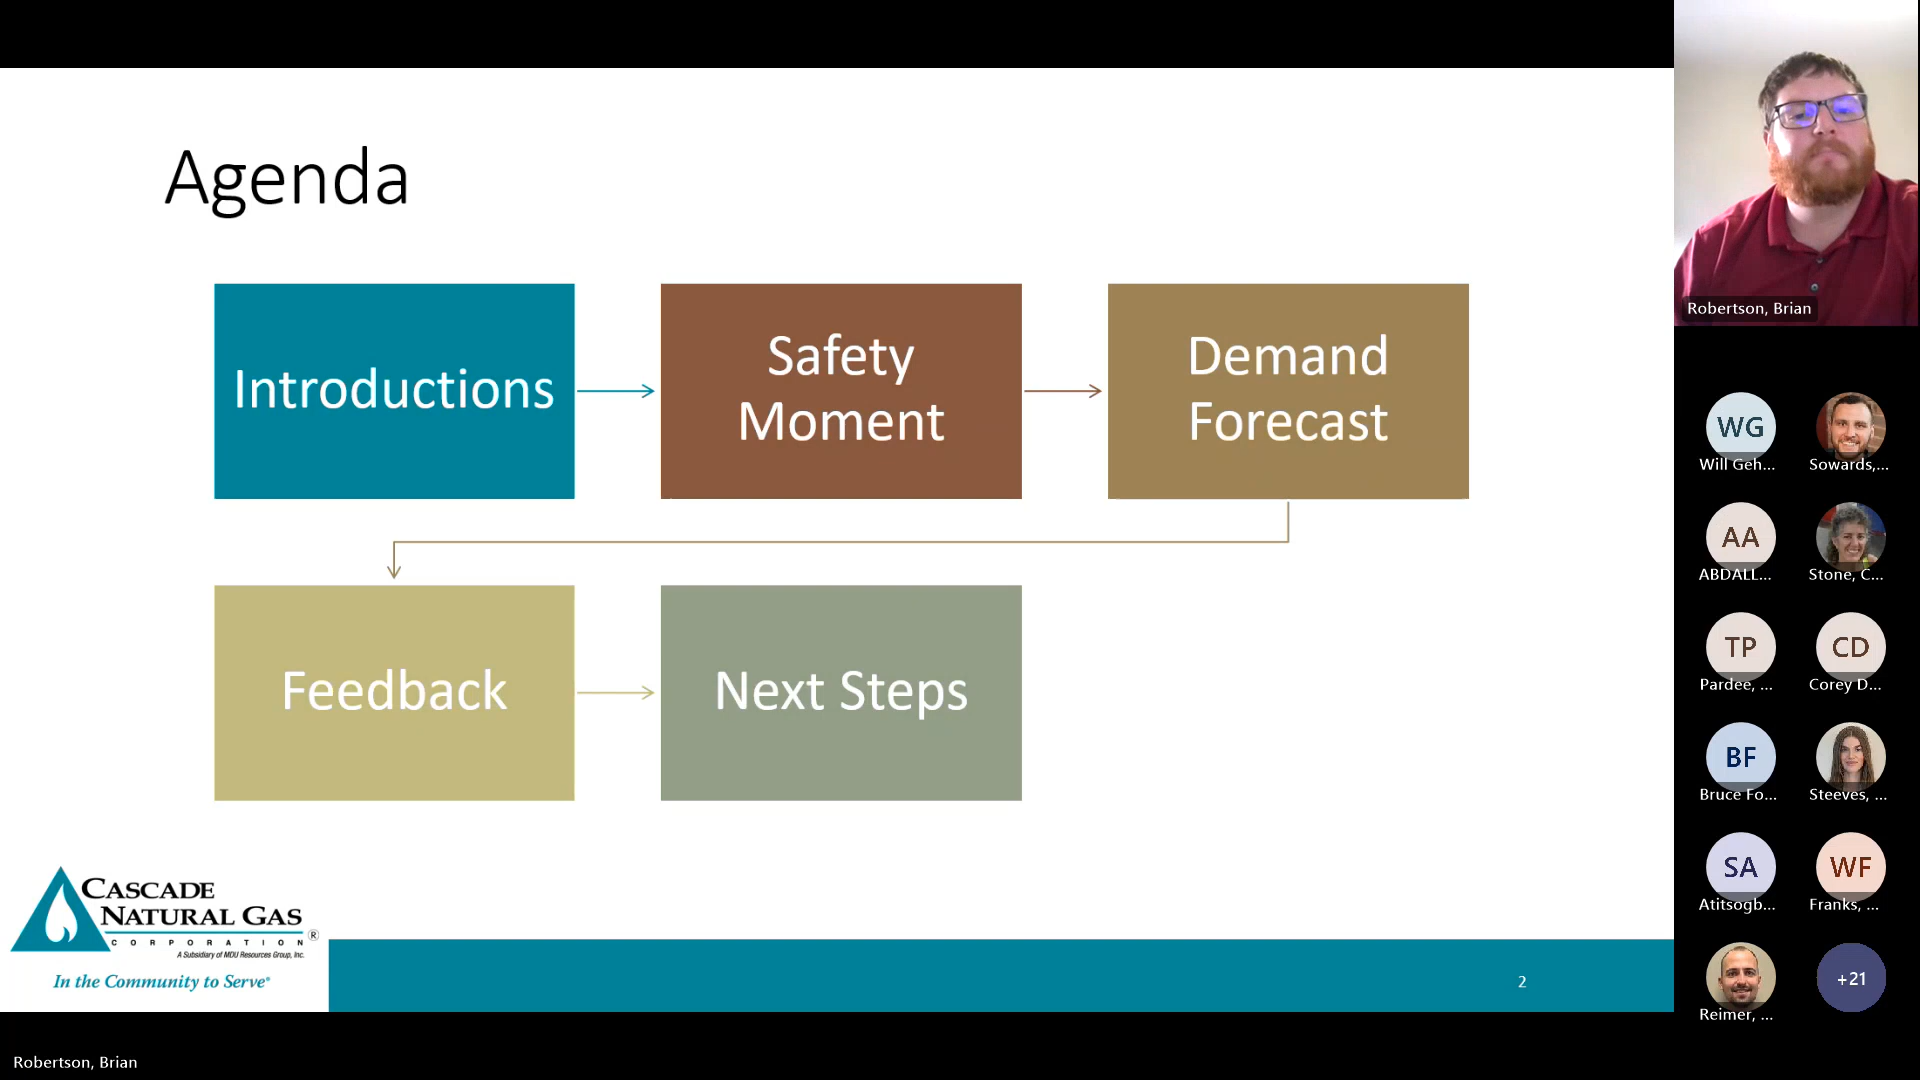 Agenda
Introductions
Safety
Moment
Demand
Forecast
Feedback
Next Steps
CASCADE
NATURAL GAS
®
CORPORATION
A Subsidiary of MDU Resources Group, Inc.
In the Community to Serve®
2
Robertson, Brian
Robertson, Brian
WG
Will Geh...
Sowards,...
AA
ABDALL...
Stone, C...
TP
Pardee, ...
CD
Corey D...
BF
Bruce Fo...
Steeves, ...
SA
Atitsogb...
WF
Franks, ...
Reimer, ...
+21